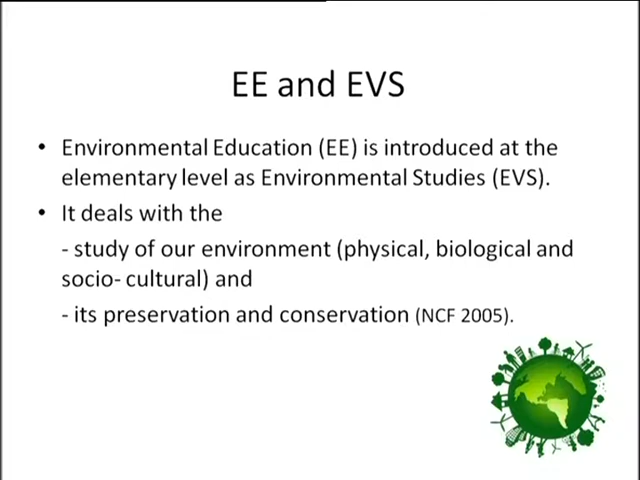 EE and EVS
• Environmental Education (EE) is introduced at the
elementary level as Environmental Studies (EVS).
• It deals with the
- study of our environment (physical, biological and
socio- cultural) and
- its preservation and conservation (NCF 2005).